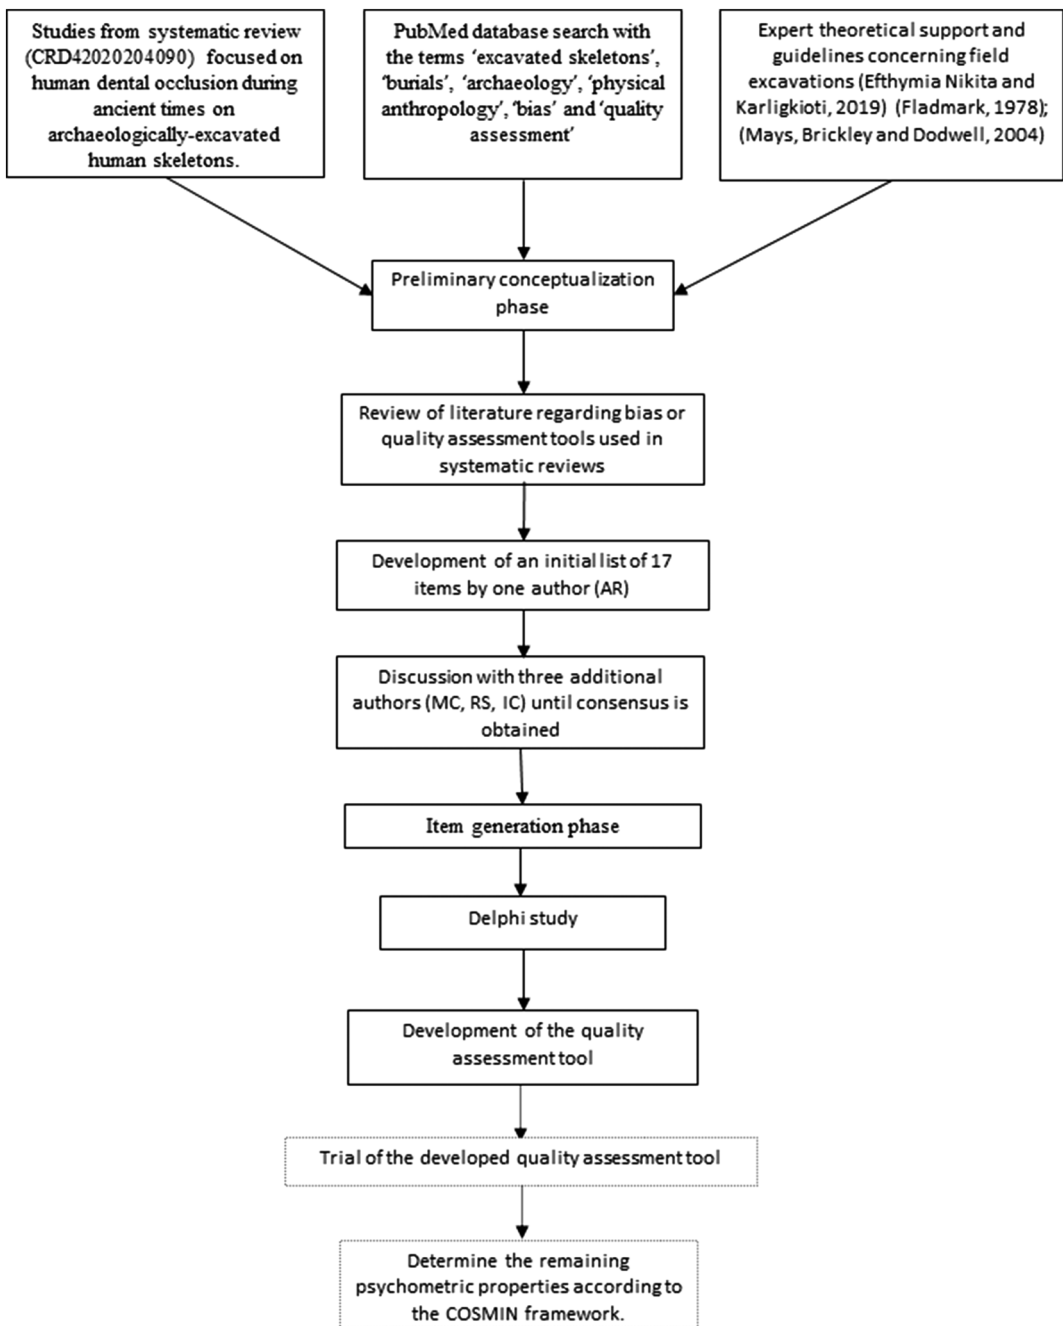 Studies from systematic review
(CRD42020204090) focused on
human dental occlusion during
ancient times on
archaeologically-excavated
human skeletons.
PubMed database search with
the terms ‘excavated skeletons’,
‘burials’, ‘archaeology’, ‘physical
anthropology’, ‘bias’ and ‘quality
assessment’
Expert theoretical support and
guidelines concerning field
excavations (Efthymia Nikita and
Karligkioti, 2019) (Fladmark, 1978);
(Mays, Brickley and Dodwell, 2004)
Preliminary conceptualization
phase
Review of literature regarding bias or
quality assessment tools used in
systematic reviews
Development of an initial list of 17
items by one author (AR)
Discussion with three additional
authors (MC, RS, IC) until consensus is
obtained
Item generation phase
Delphi study
Development of the quality
assessment tool
Trial of the developed quality assessment tool
Determine the remaining
psychometric properties according to
the COSMIN framework.